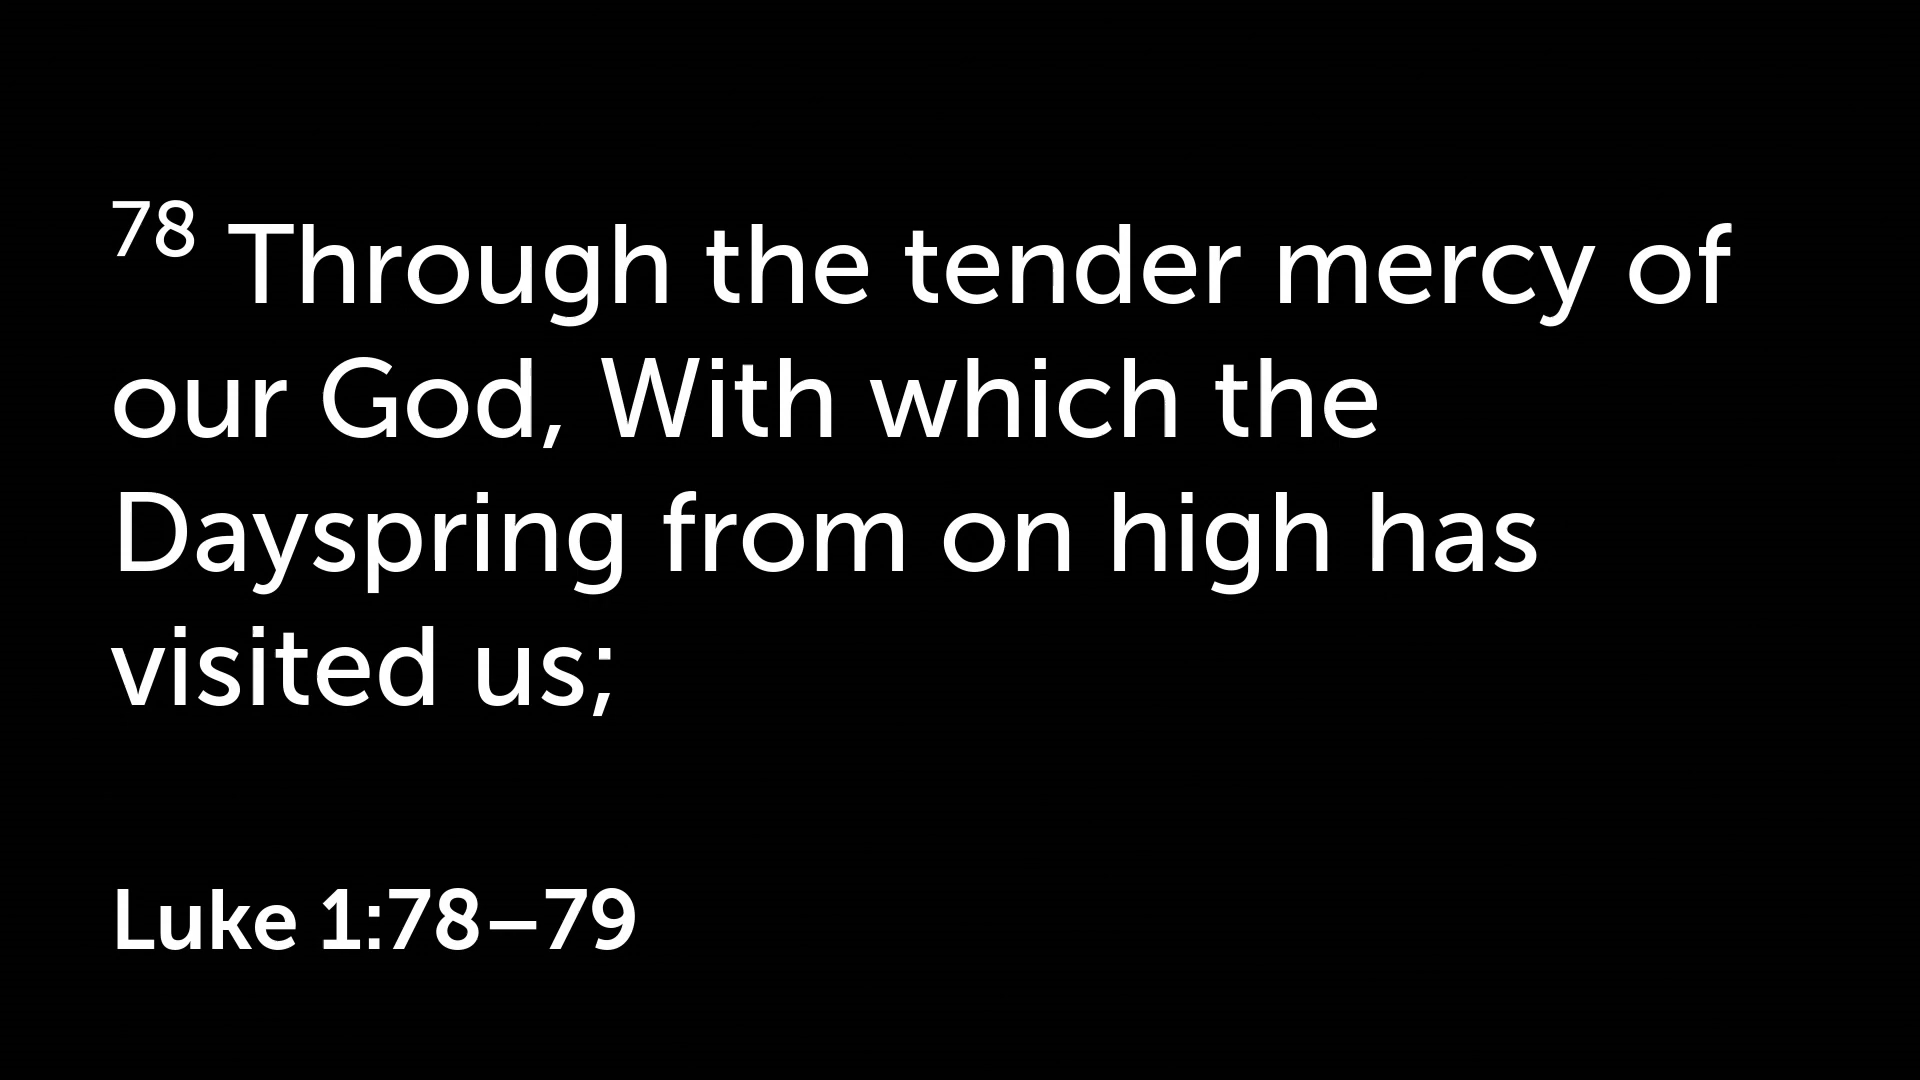 78 Through the tender mercy of
our God, With which the
Dayspring from on high has
visited us;
Luke 1:78–79